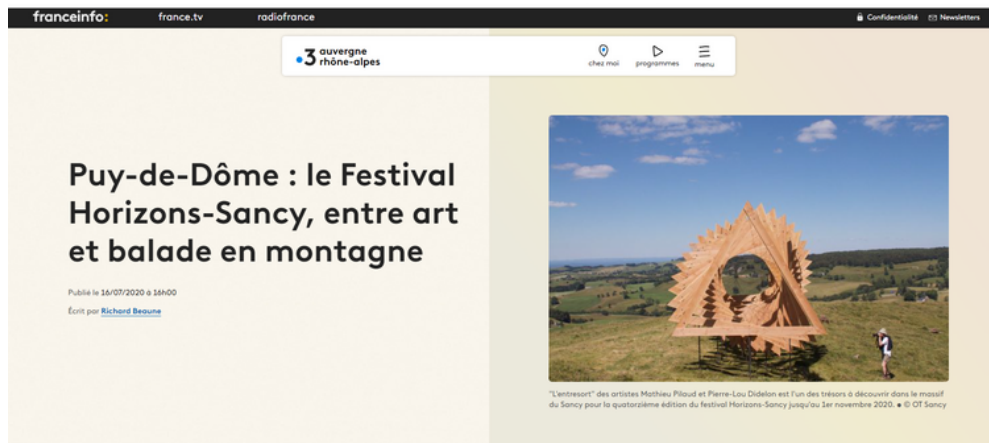 franceinfo: france.tv radiofrance Confidentialité Newsletters
3 auvergne
rhône-alpes
chez moi programmes menu
Puy-de-Dôme : le Festival
Horizons-Sancy, entre art
et balade en montagne
Publié le 16/07/2020 à 16h00
Écrit par Richard Beaune
"L'entresort" des artistes Mathieu Pilaud et Pierre-Lou Didelon est l'un des trésors à découvrir dans le massif
du Sancy pour la quatorzième édition du festival Horizons-Sancy jusqu'au 1er novembre 2020. • © OT Sancy